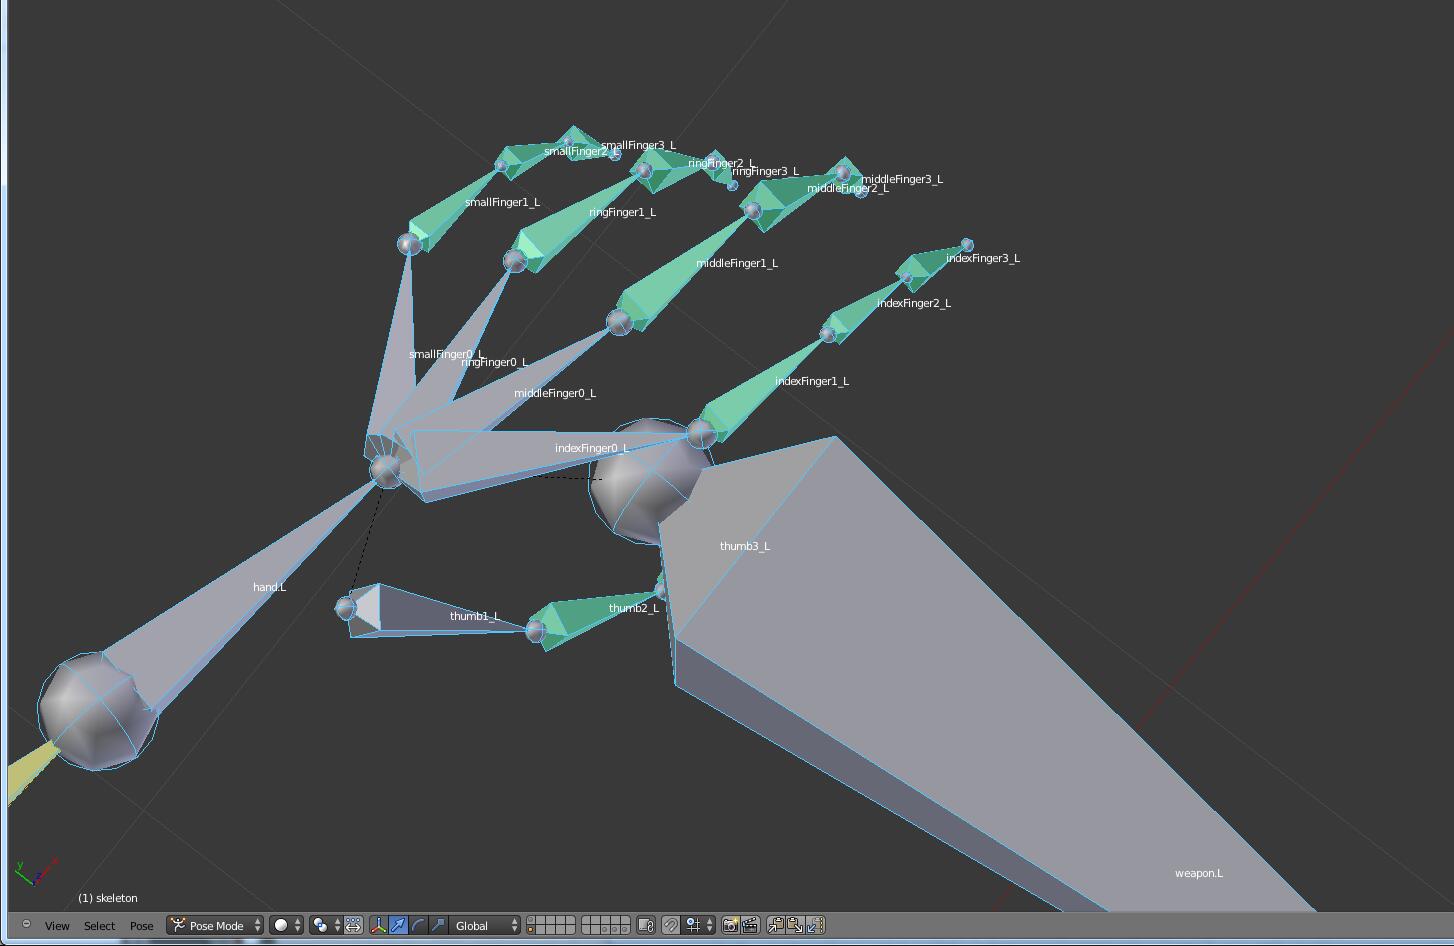 smallFinger3_L
smallFinger2_L
ringFinger2_L
ringFinger3_L
middleFinger3_L
middleFinger2_L
smallFinger1_L
ringFinger1_L
middleFinger1_L
indexFinger3_L
indexFinger2_L
smallFinger0_L
ringFinger0_L
indexFinger1_L
middleFinger0_L
indexFinger0_L
thumb3_L
hand.L
thumb1_L
thumb2_L
weapon.L
y
x
z
(1) skeleton
View Select Pose Pose Mode Global